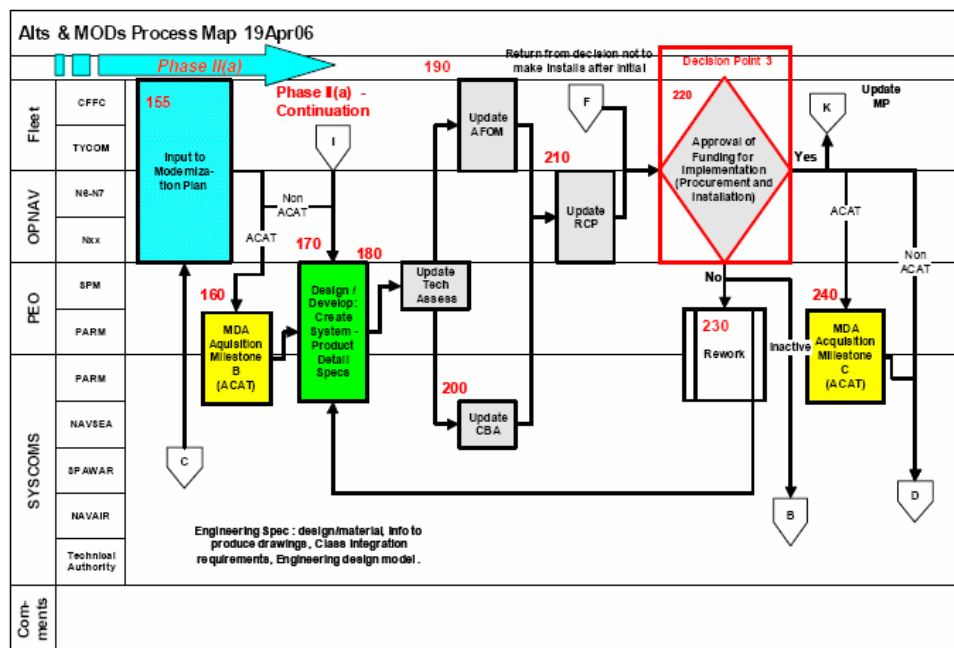 Alts & MODs Process Map 19Apr06
Phase II(a)
Phase II(a) -
Continuation
190
Return from decision not to
make Installs after initial
Decision Point 3
Fleet
CFFC
TYCOM
OPNAV
N6-N7
Nxx
PEO
SPM
PARM
SYSCOMS
PARM
NAVSEA
SPAWAR
NAVAIR
Technical
Authority
Com-
ments
155
Input to
Moderniza-
tion Plan
I
Update
AFOM
F
220
Approval of
Funding for
Implementation
(Procurement and
Installation)
K
Update
MP
Yes
Non
ACAT
ACAT
210
Update
RCP
ACAT
Non
ACAT
170
180
Design /
Develop:
Create
System -
Product
Detail
Specs
Update
Tech
Assess
160
MDA
Aquisition
Milestone
B
(ACAT)
No
230
Rework
Inactive
240
MDA
Acquisition
Milestone
C
(ACAT)
200
Update
CBA
C
B
D
Engineering Spec : design/material, info to
produce drawings, Class Integration
requirements, Engineering design model .